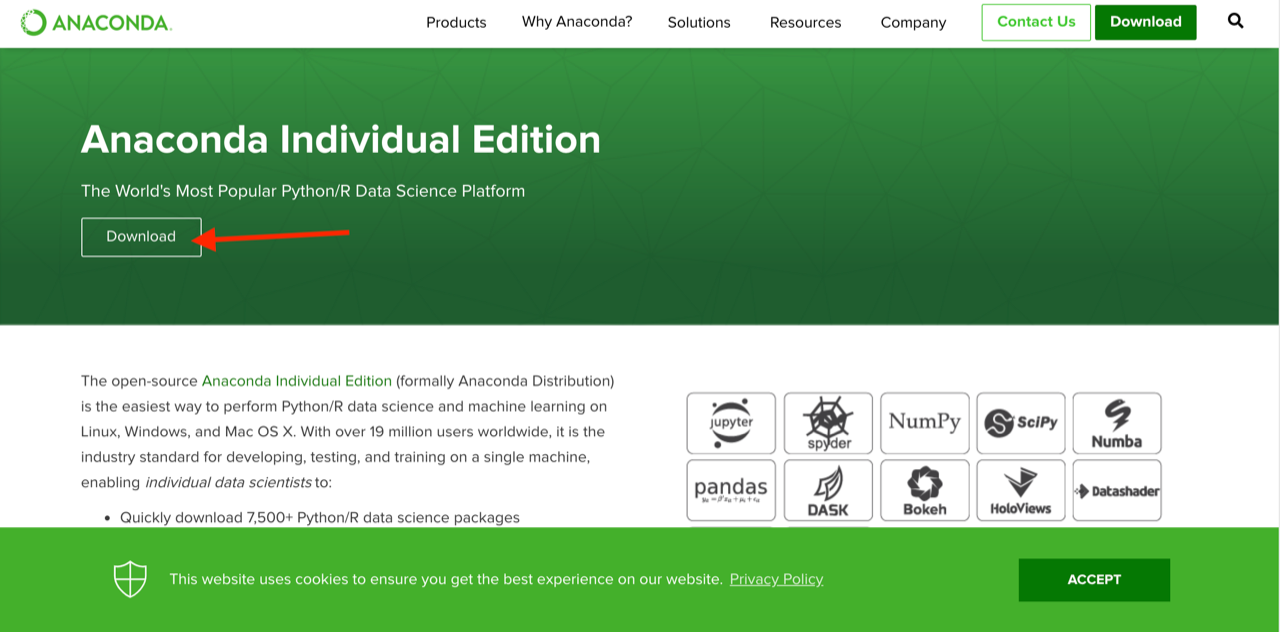 ANACONDA.
Products
Why Anaconda?
Solutions
Resources
Company
Contact Us
Download
Anaconda Individual Edition
The World's Most Popular Python/R Data Science Platform
Download
The open-source Anaconda Individual Edition (formally Anaconda Distribution)
is the easiest way to perform Python/R data science and machine learning on
Linux, Windows, and Mac OS X. With over 19 million users worldwide, it is the
industry standard for developing, testing, and training on a single machine,
enabling individual data scientists to:
• Quickly download 7,500+ Python/R data science packages
jupyter
spyder
NumPy
SciPy
Numba
pandas
DASK
Bokeh
HoloViews
Datashader
This website uses cookies to ensure you get the best experience on our website. Privacy Policy
ACCEPT